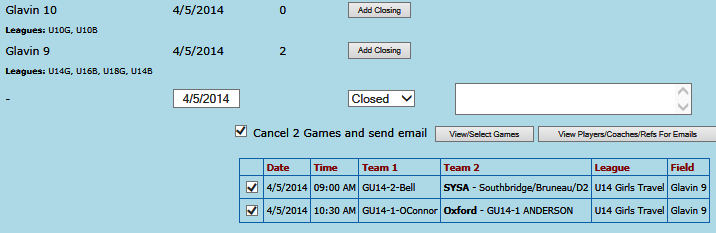 Glavin 10 4/5/2014 0 Add Closing
Leagues: U10G, U10B
Glavin 9 4/5/2014 2 Add Closing
Leagues: U14G, U16B, U18G, U14B
- 4/5/2014 Closed
Cancel 2 Games and send email View/Select Games View Players/Coaches/Refs For Emails
Date Time Team 1 Team 2 League Field
4/5/2014 09:00 AM GU14-2-Bell SYSA - Southbridge/Bruneau/D2 U14 Girls Travel Glavin 9
4/5/2014 10:30 AM GU14-1-OConnor Oxford - GU14-1 ANDERSON U14 Girls Travel Glavin 9